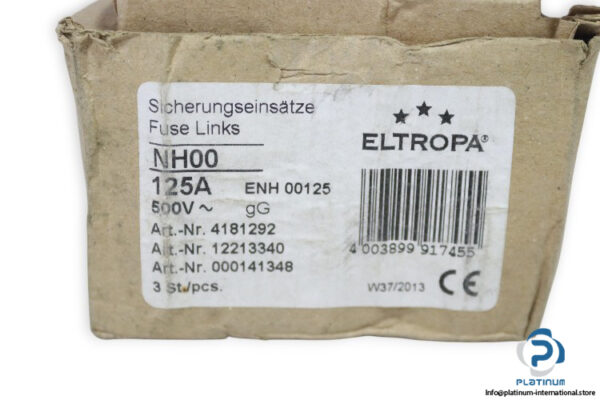 Sicherungseinsätze
Fuse Links
NH00
125A ENH 00125
500V ~ gG
Art.-Nr. 4181292
Art.-Nr. 12213340
Art.-Nr. 000141348
3 St./pcs.
ELTROPA®
4 003899 917455
W37/2013 CE
PLATINUM
Info@platinum-international.store